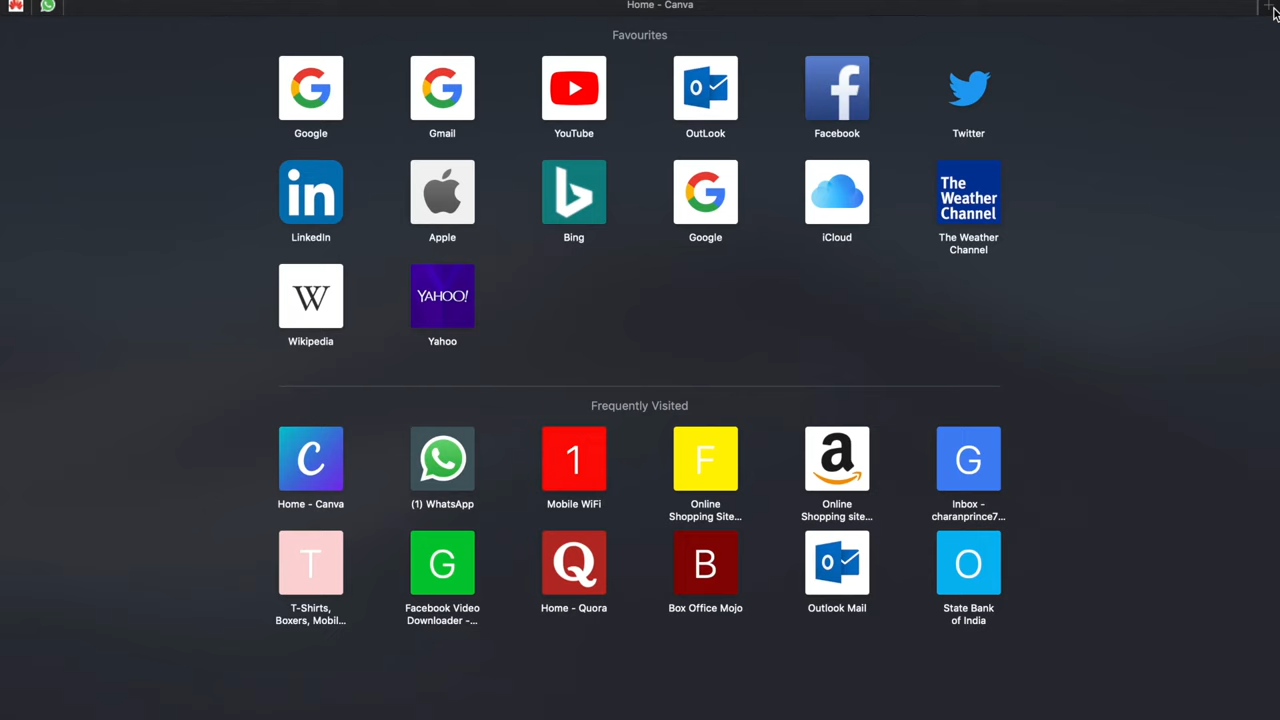 Home - Canva
Favourites
Google
Gmail
YouTube
OutLook
Facebook
Twitter
in
The
Weather
Channel
LinkedIn
Apple
Bing
Google
iCloud
The Weather
Channel
W
YAHOO!
Wikipedia
Yahoo
Frequently Visited
C
1
F
a
G
Home - Canva
(1) WhatsApp
Mobile WiFi
Online
Shopping Site...
Online
Shopping site...
Inbox -
charanprince7...
T
G
Q
B
O
T-Shirts,
Boxers, Mobil...
Facebook Video
Downloader -...
Home - Quora
Box Office Mojo
Outlook Mail
State Bank
of India